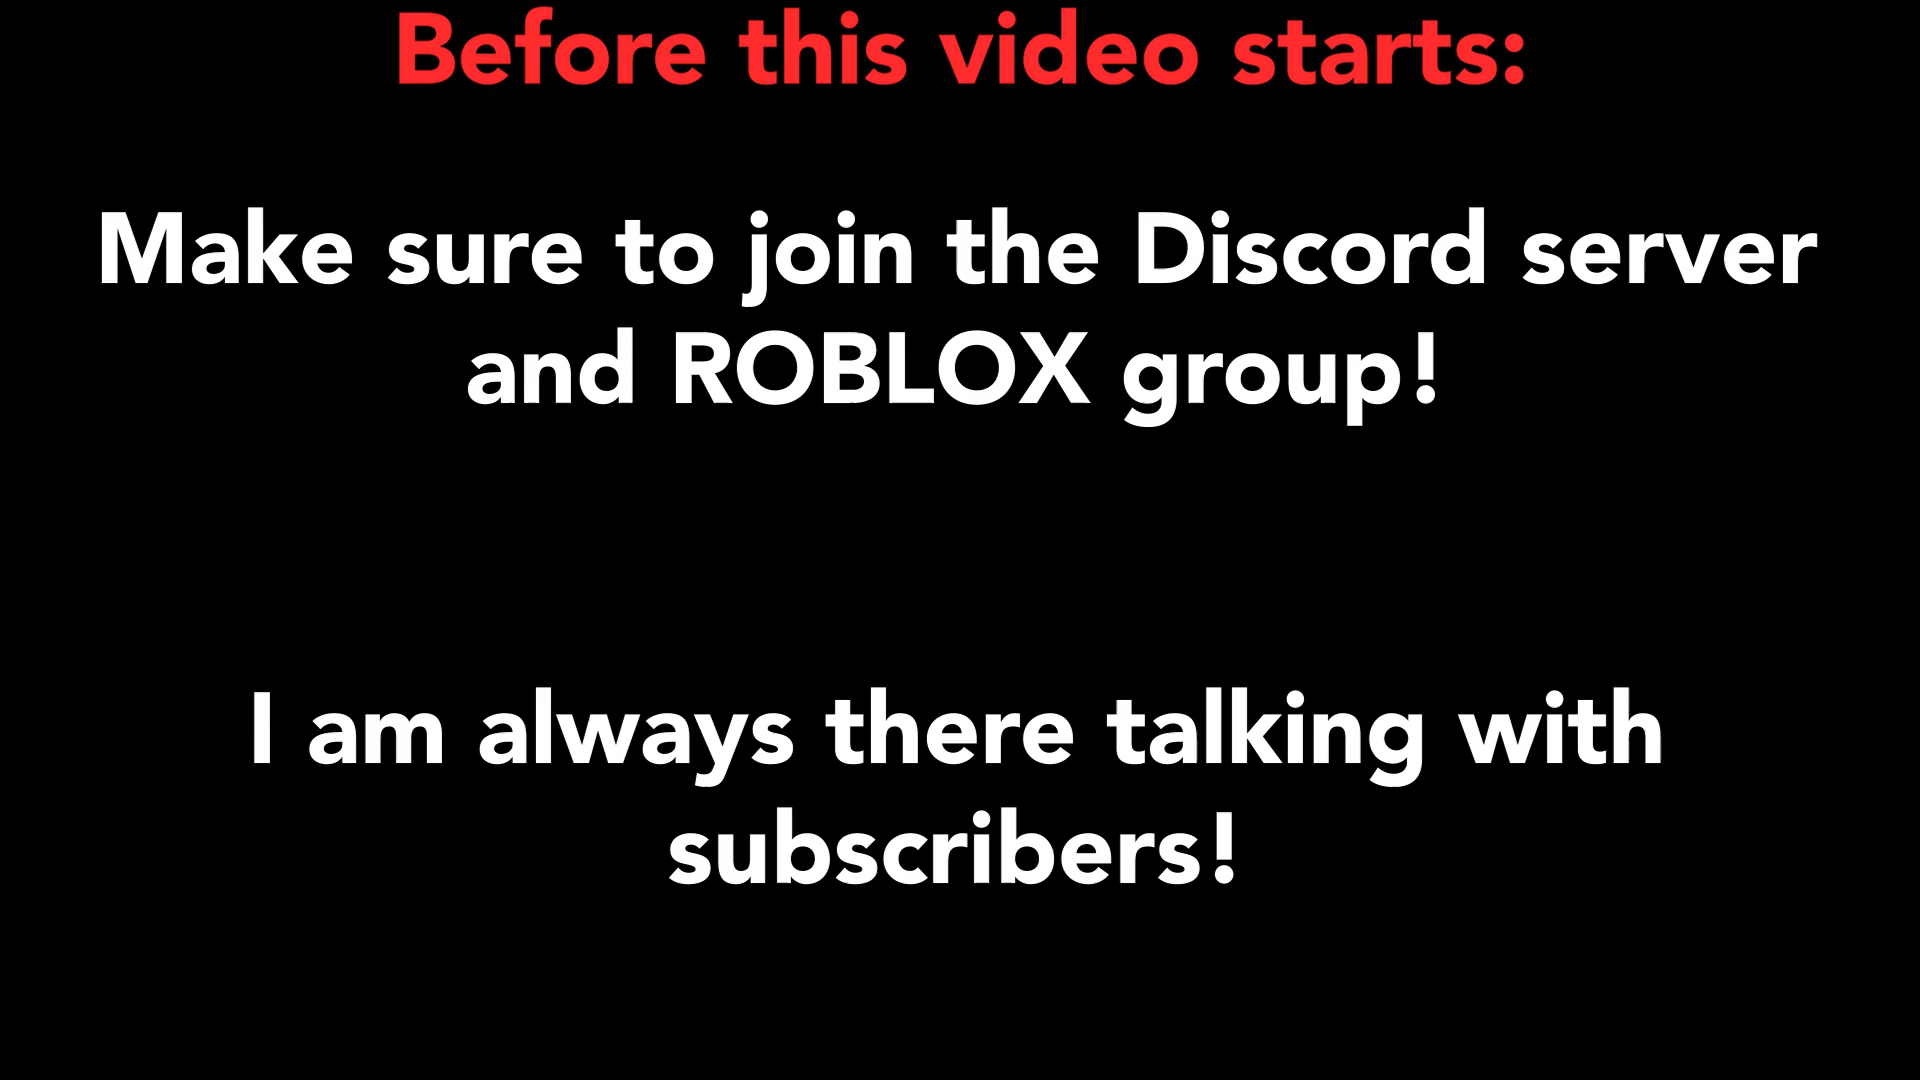 Before this video starts:
Make sure to join the Discord server
and ROBLOX group!
I am always there talking with
subscribers!